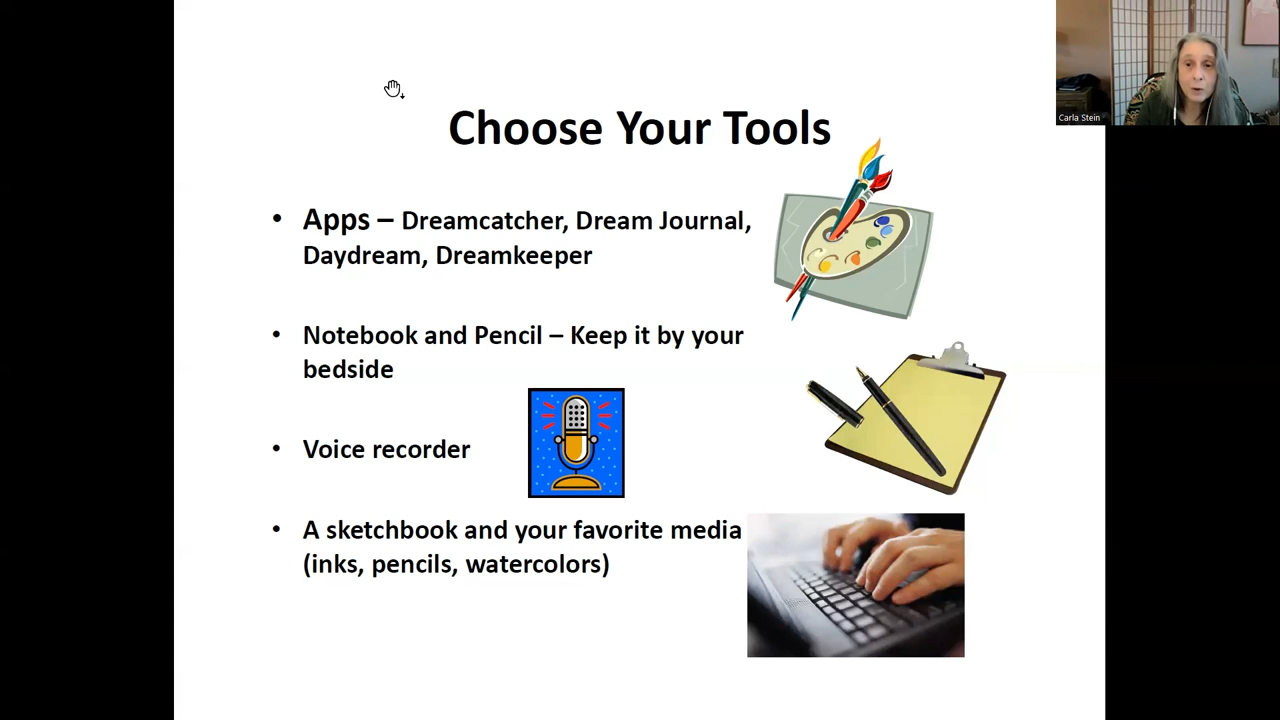 Choose Your Tools
• Apps – Dreamcatcher, Dream Journal,
Daydream, Dreamkeeper
• Notebook and Pencil – Keep it by your
bedside
• Voice recorder
• A sketchbook and your favorite media
(inks, pencils, watercolors)
Carla Stein